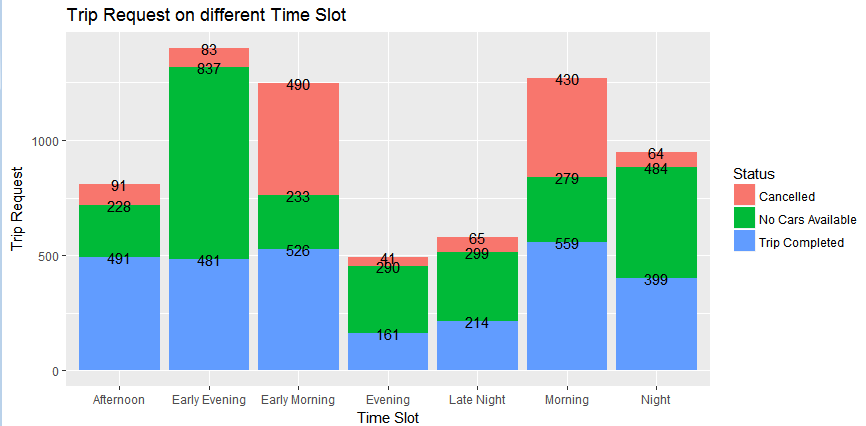 Trip Request on different Time Slot
Trip Request
1000
500
0
91
228
491
83
837
481
490
233
526
41
290
161
65
299
214
430
279
559
64
484
399
Afternoon
Early Evening
Early Morning
Evening
Late Night
Morning
Night
Time Slot
Status
Cancelled
No Cars Available
Trip Completed